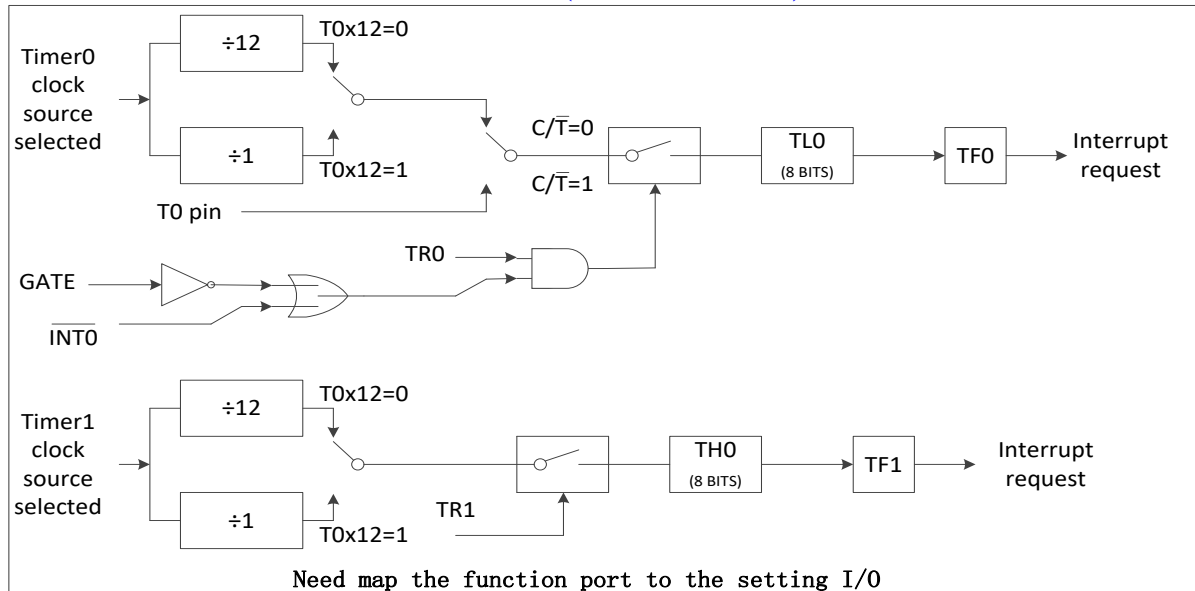 ÷12
T0x12=0
Timer0
clock
source
selected
÷1
T0x12=1
C/T̅=0
C/T̅=1
TL0
(8 BITS)
TF0
Interrupt
request
T0 pin
TR0
GATE
I̅N̅T̅0̅
÷12
T0x12=0
Timer1
clock
source
selected
÷1
T0x12=1
TR1
TH0
(8 BITS)
TF1
Interrupt
request
Need map the function port to the setting I/O